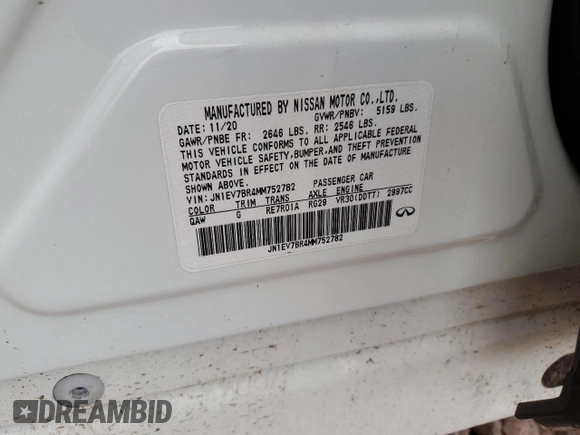 MANUFACTURED BY NISSAN MOTOR CO.,LTD.
DATE: 11/20 GVWR/PNBV: 5159 LBS.
GAWR/PNBE FR: 2646 LBS. RR: 2546 LBS.
THIS VEHICLE CONFORMS TO ALL APPLICABLE FEDERAL
MOTOR VEHICLE SAFETY, BUMPER, AND THEFT PREVENTION
STANDARDS IN EFFECT ON THE DATE OF MANUFACTURE
SHOWN ABOVE.
VIN: JN1EV7BR4MM752782 PASSENGER CAR
COLOR TRIM TRANS AXLE ENGINE
QAW G RE7R01A RG29 VR30(DDTT) 2997CC
JN1EV7BR4MM752782
DREAMBID